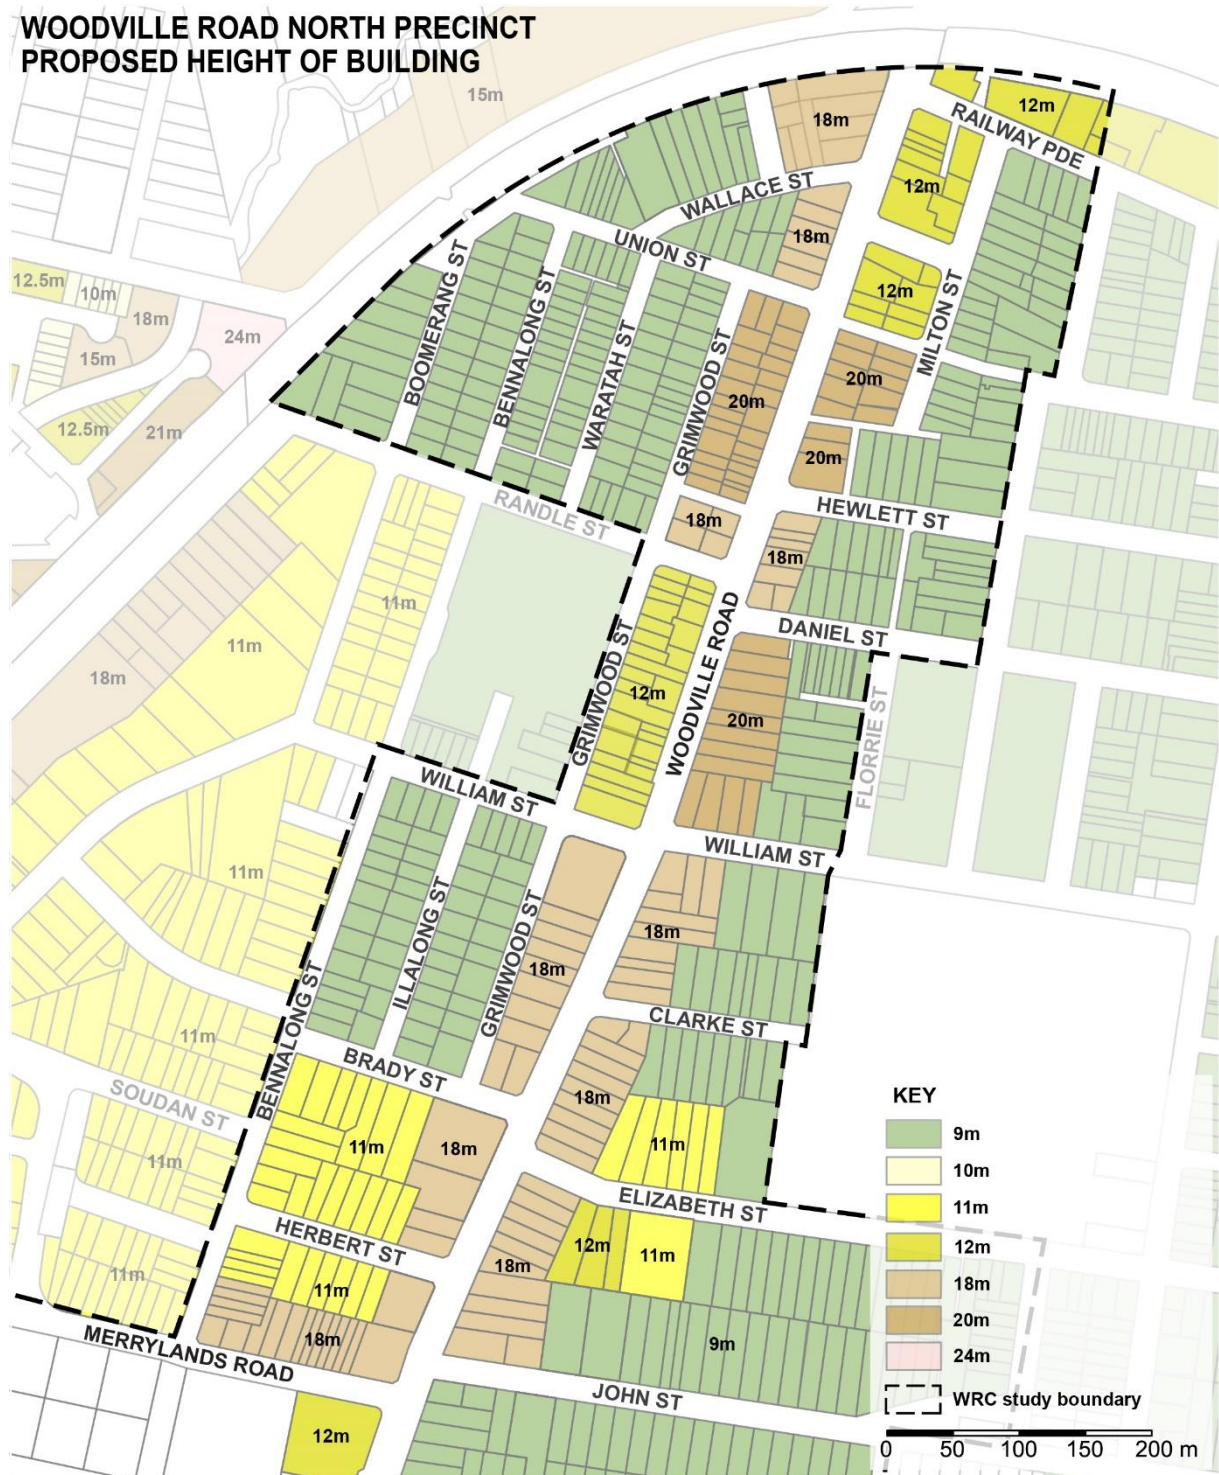 WOODVILLE ROAD NORTH PRECINCT
PROPOSED HEIGHT OF BUILDING
15m
18m
12m
RAILWAY PDE
WALLACE ST
12m
18m
UNION ST
BOOMERANG ST
BENNALONG ST
12m
MILTON ST
12.5m
10m
18m
24m
15m
WARATAH ST
GRIMWOOD ST
20m
20m
12.5m
21m
20m
RANDLE ST
18m
HEWLETT ST
18m
11m
11m
18m
GRIMWOOD ST
12m
WOODVILLE ROAD
DANIEL ST
20m
FLORRIE ST
WILLIAM ST
WILLIAM ST
11m
ILLALONG ST
GRIMWOOD ST
18m
18m
BENNALONG ST
11m
CLARKE ST
BRADY ST
SOUDAN ST
18m
11m
11m
18m
11m
ELIZABETH ST
HERBERT ST
12m
11m
18m
11m
11m
18m
9m
MERRYLANDS ROAD
JOHN ST
12m
KEY
9m
10m
11m
12m
18m
20m
24m
WRC study boundary
0 50 100 150 200 m